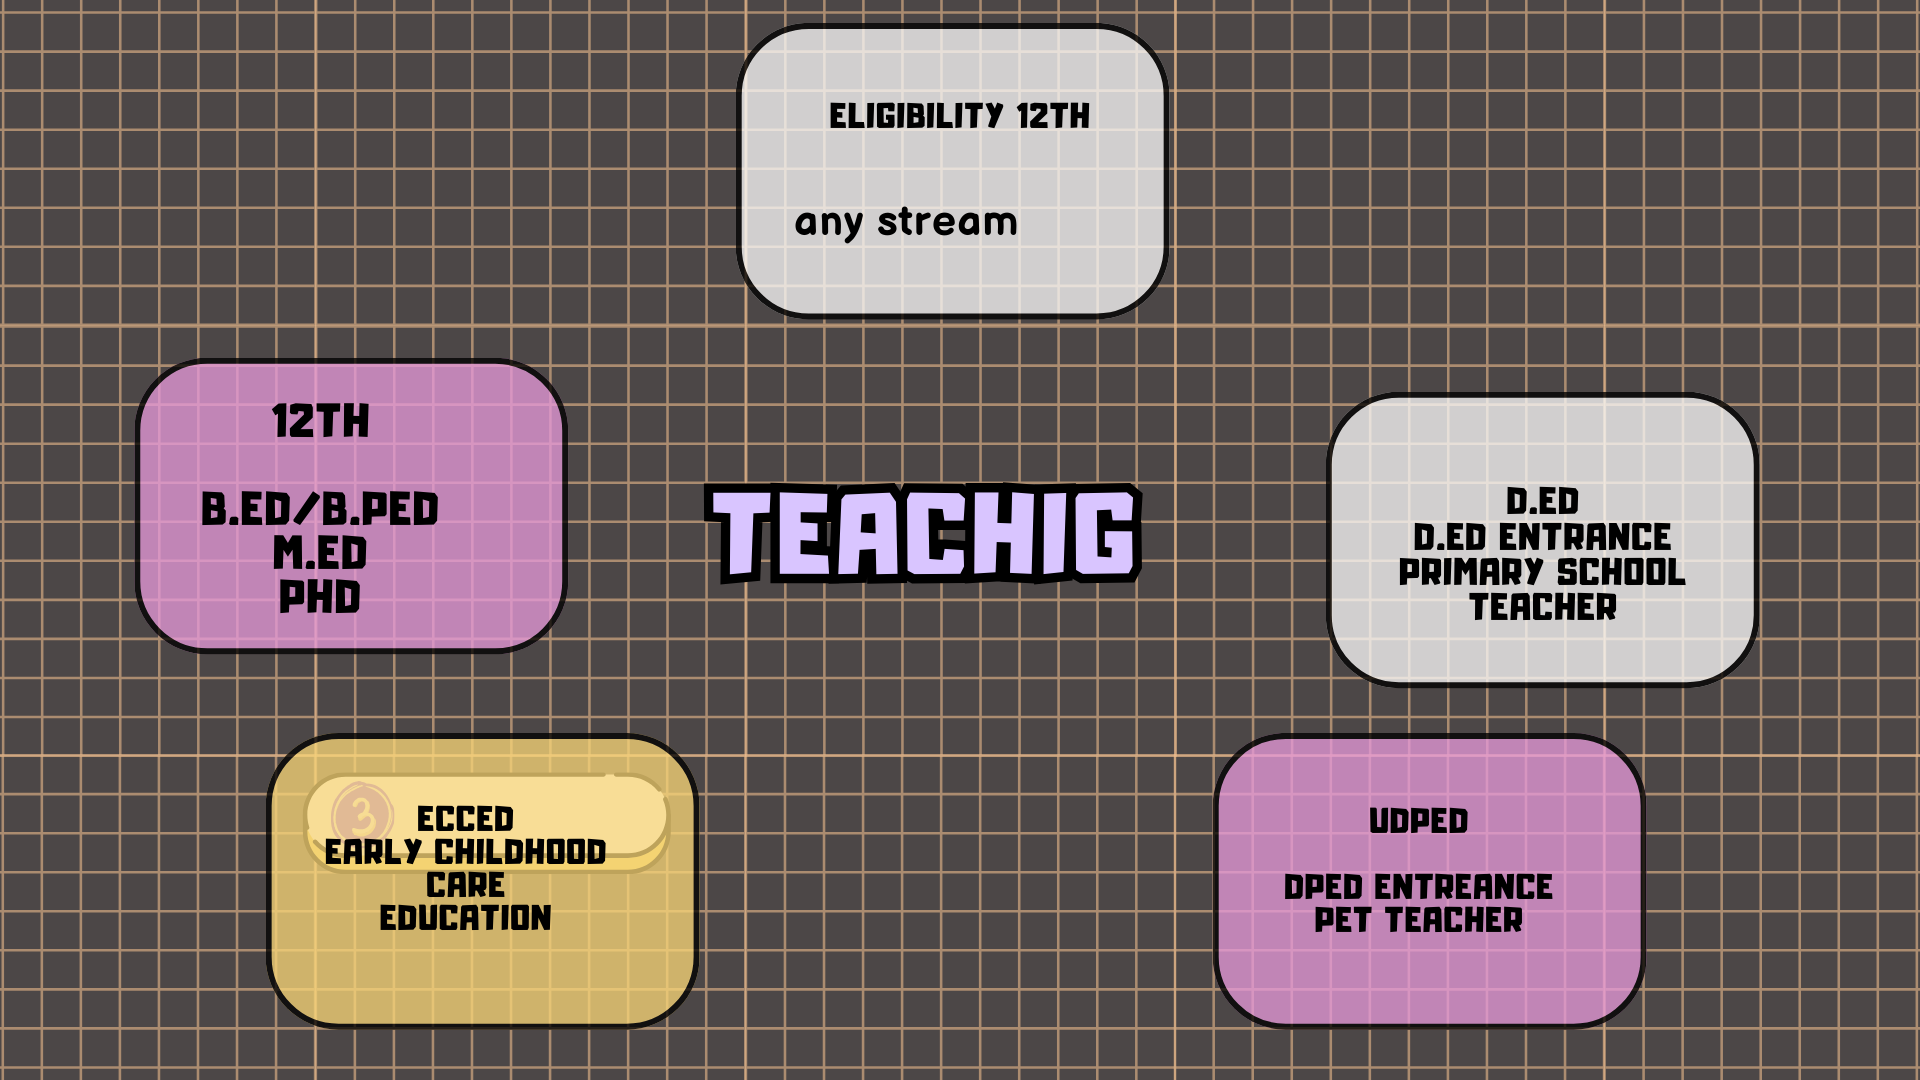 ELIGIBILITY 12TH
any stream
12TH
B.ED/B.PED
M.ED
PHD
TEACHIG
D.ED
D.ED ENTRANCE
PRIMARY SCHOOL
TEACHER
3
ECCED
EARLY CHILDHOOD
CARE
EDUCATION
UDPED
DPED ENTREANCE
PET TEACHER